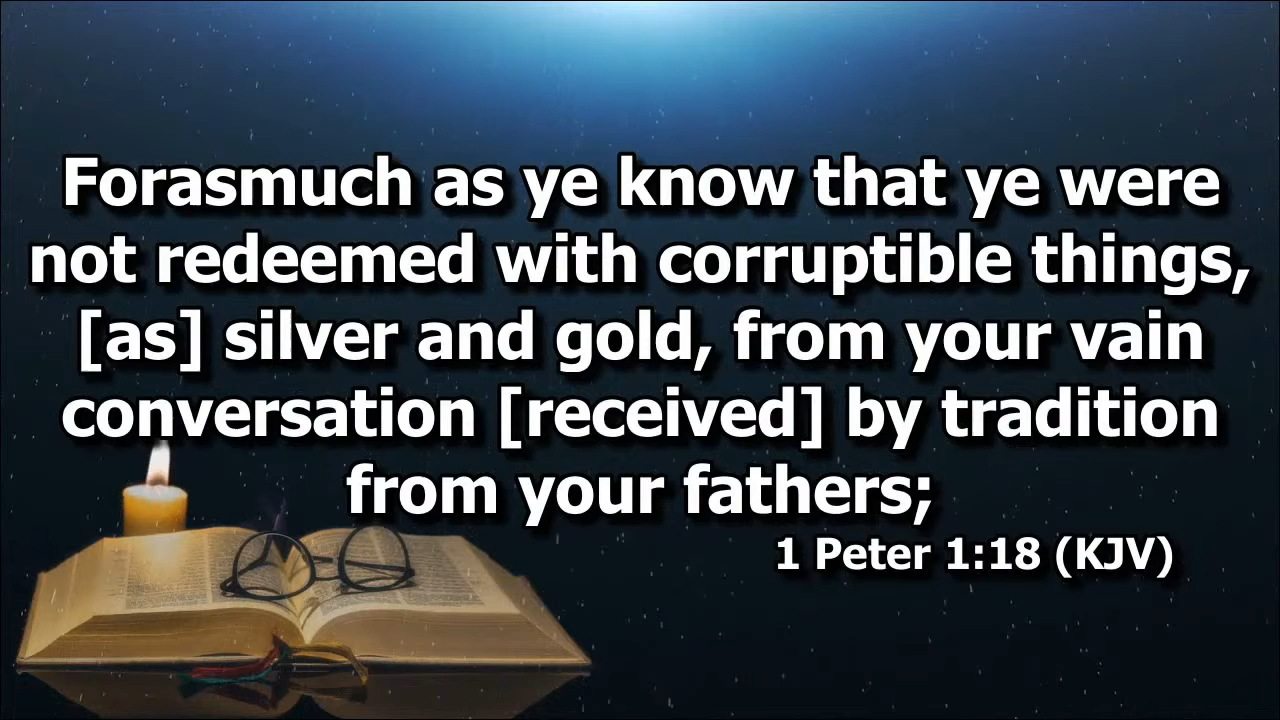 Forasmuch as ye know that ye were
not redeemed with corruptible things,
[as] silver and gold, from your vain
conversation [received] by tradition
from your fathers;
1 Peter 1:18 (KJV)